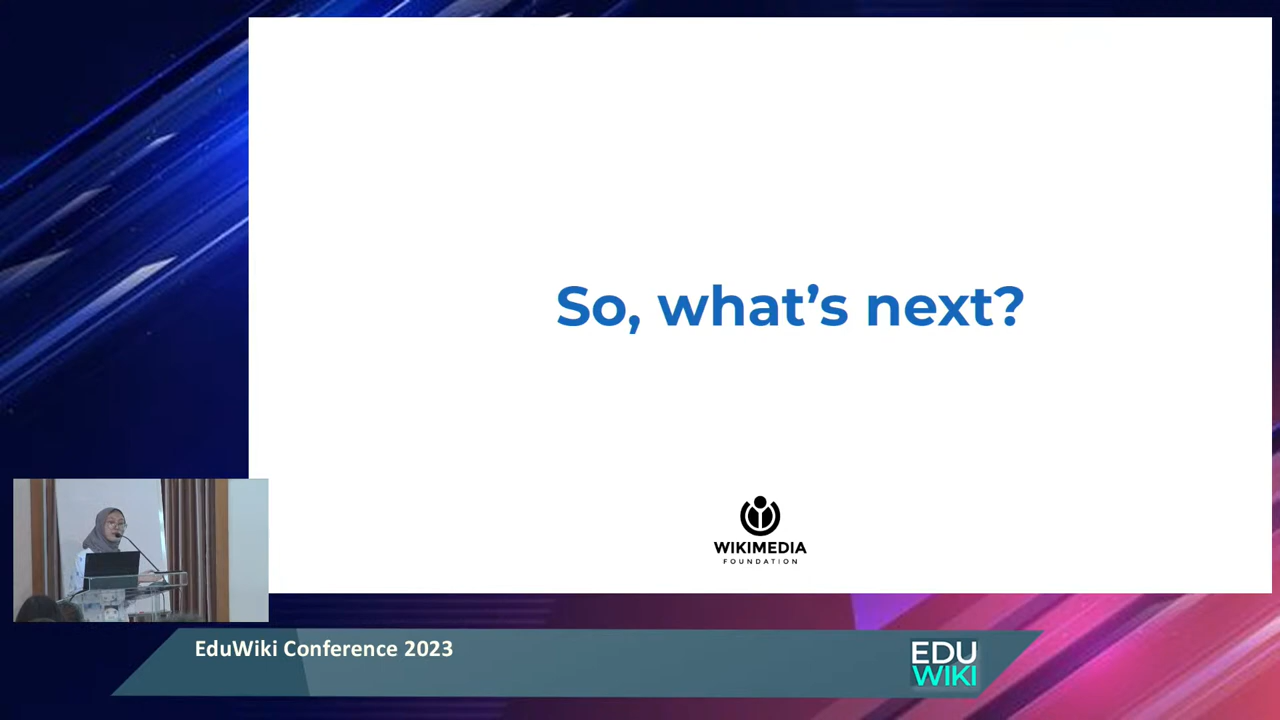 So, what's next?
WIKIMEDIA
FOUNDATION
EduWiki Conference 2023
EDU
WIKI